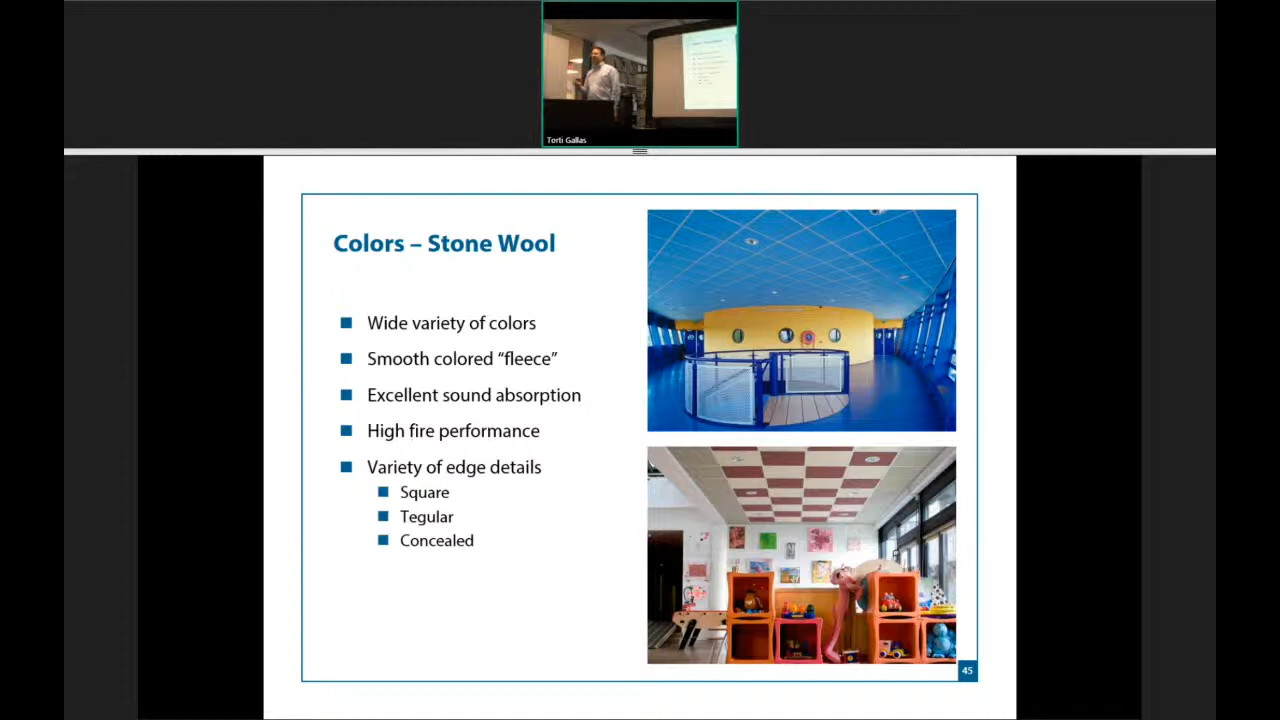 Torti Gallas
Colors – Stone Wool
Wide variety of colors
Smooth colored “fleece”
Excellent sound absorption
High fire performance
Variety of edge details
Square
Tegular
Concealed
45